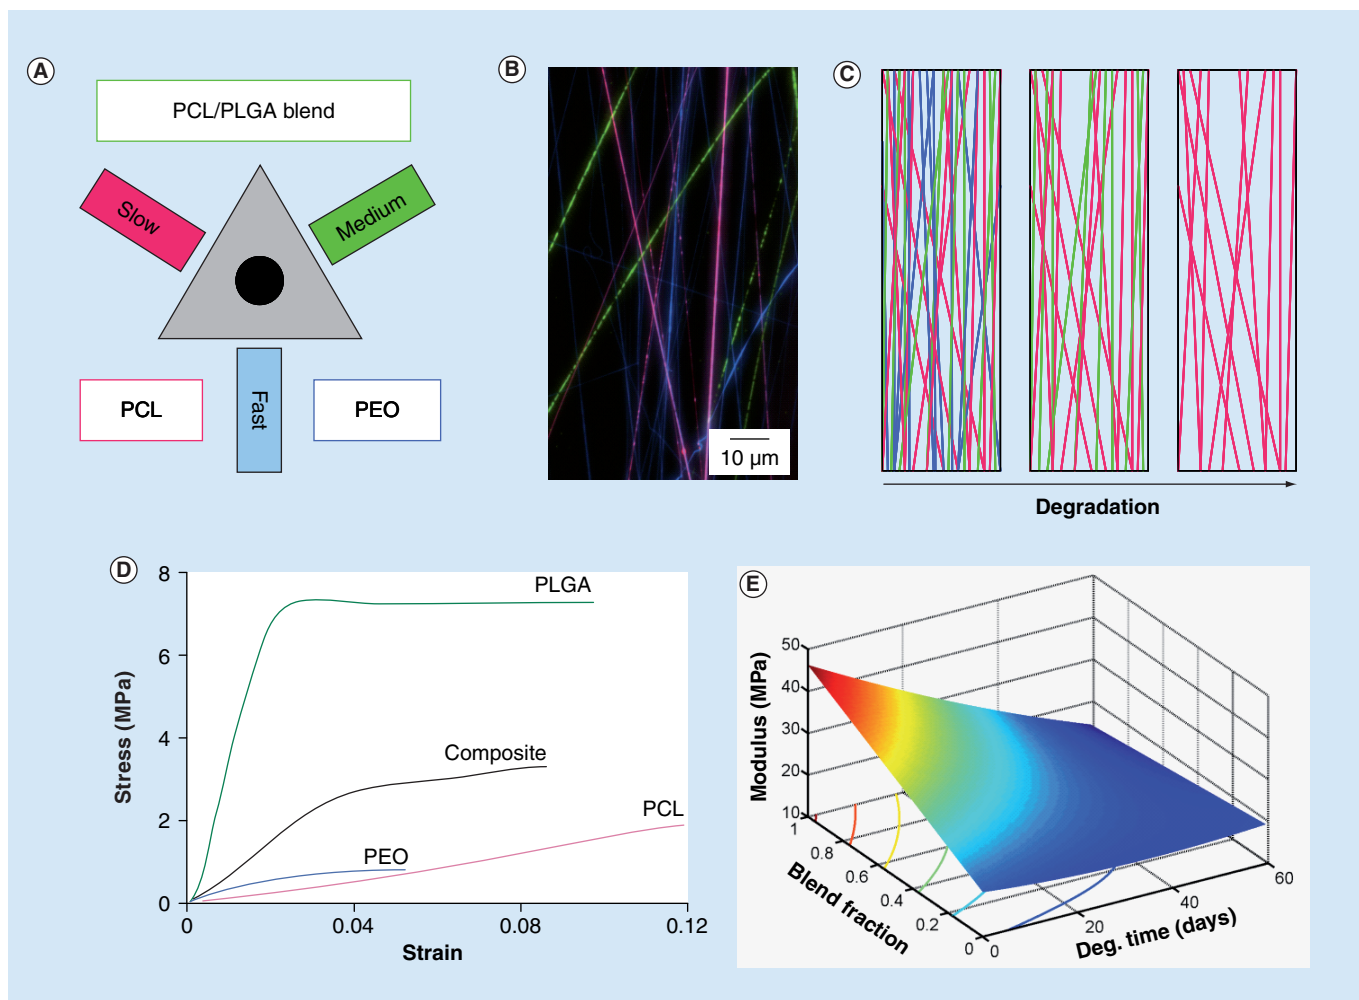 A
PCL/PLGA blend
Slow
Medium
Fast
PCL
PEO
B
10 µm
C
Degradation
D
Stress (MPa)
8
6
4
2
0
0
0.04
0.08
0.12
Strain
PLGA
Composite
PCL
PEO
E
Modulus (MPa)
50
40
30
20
10
1
0.8
0.6
0.4
0.2
0
Blend fraction
0
20
40
60
Deg. time (days)